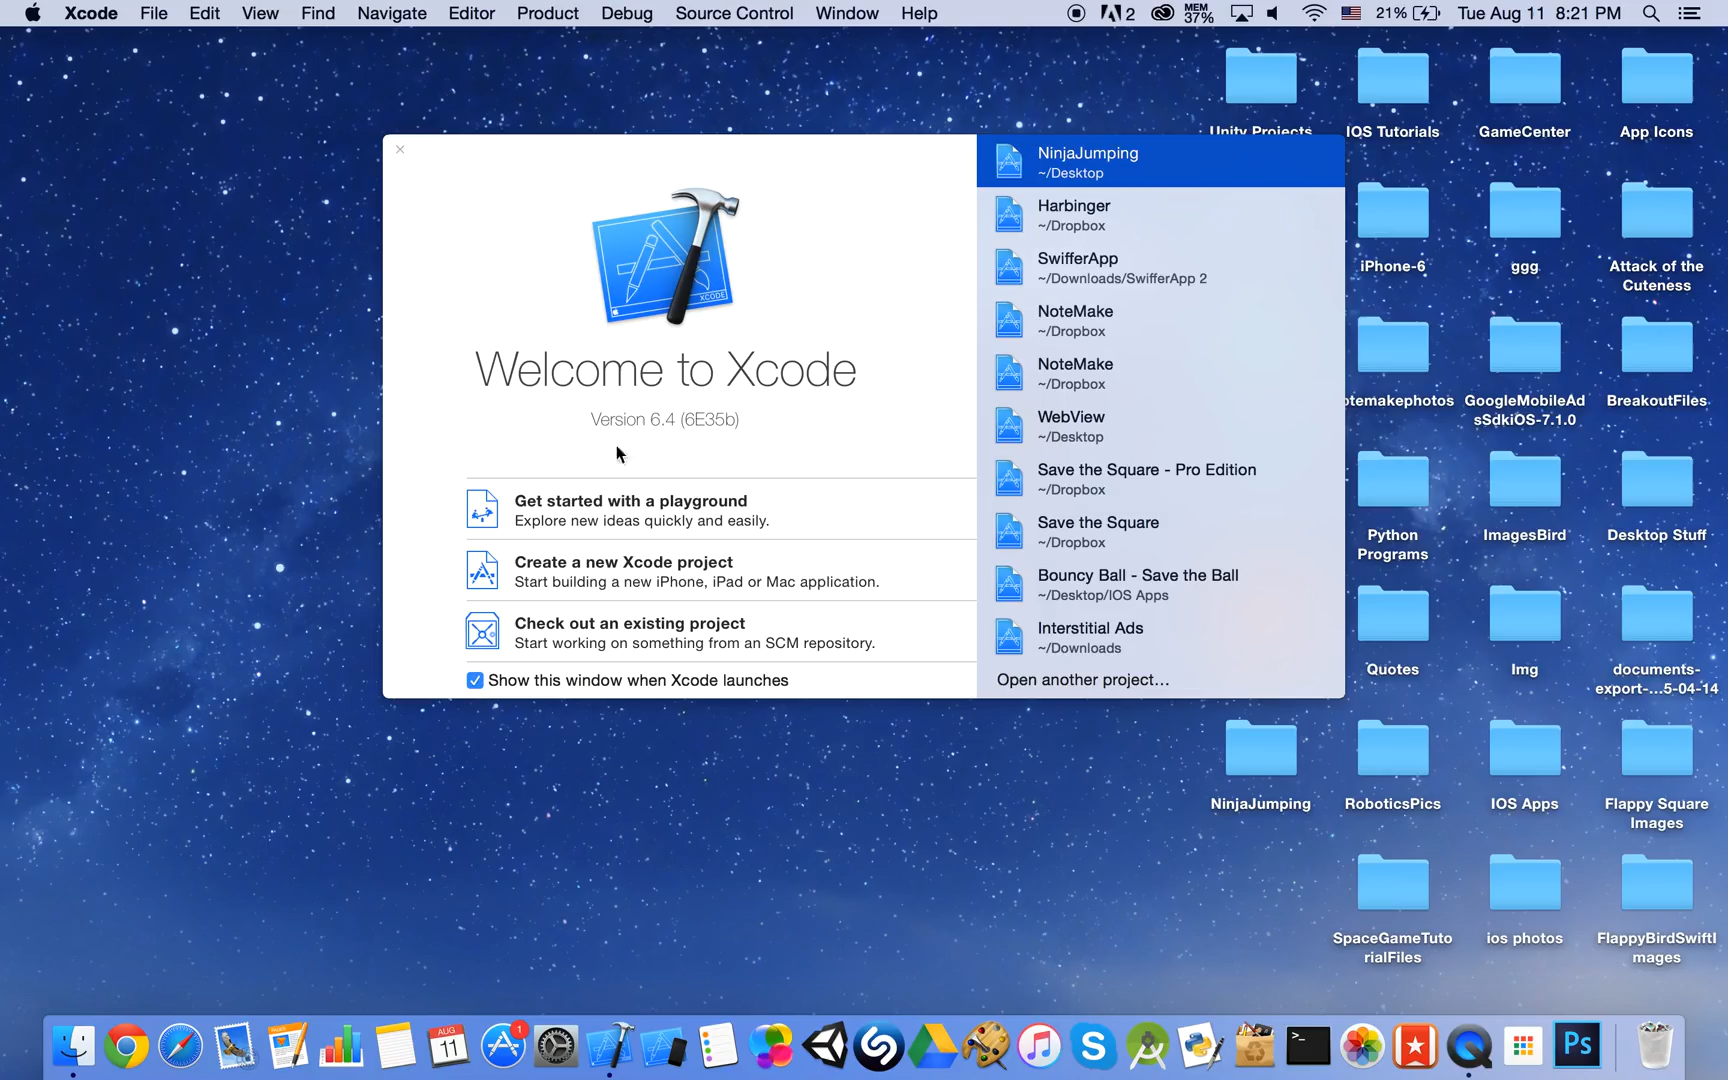 Xcode File Edit View Find Navigate Editor Product Debug Source Control Window Help
2 MEM 37% 21% Tue Aug 11 8:21 PM
Unity Projects
IOS Tutorials
GameCenter
App Icons
iPhone-6
ggg
Attack of the
Cuteness
otemakephotos
GoogleMobileAd
sSdkiOS-7.1.0
BreakoutFiles
Python
Programs
ImagesBird
Desktop Stuff
Quotes
Img
documents-
export-...5-04-14
NinjaJumping
RoboticsPics
IOS Apps
Flappy Square
Images
SpaceGameTuto
rialFiles
ios photos
FlappyBirdSwiftI
mages
XCODE
Welcome to Xcode
Version 6.4 (6E35b)
Get started with a playground
Explore new ideas quickly and easily.
Create a new Xcode project
Start building a new iPhone, iPad or Mac application.
Check out an existing project
Start working on something from an SCM repository.
Show this window when Xcode launches
NinjaJumping
~/Desktop
Harbinger
~/Dropbox
SwifferApp
~/Downloads/SwifferApp 2
NoteMake
~/Dropbox
NoteMake
~/Dropbox
WebView
~/Desktop
Save the Square - Pro Edition
~/Dropbox
Save the Square
~/Dropbox
Bouncy Ball - Save the Ball
~/Desktop/IOS Apps
Interstitial Ads
~/Downloads
Open another project...
AUG
11
1
S
>_
Ps